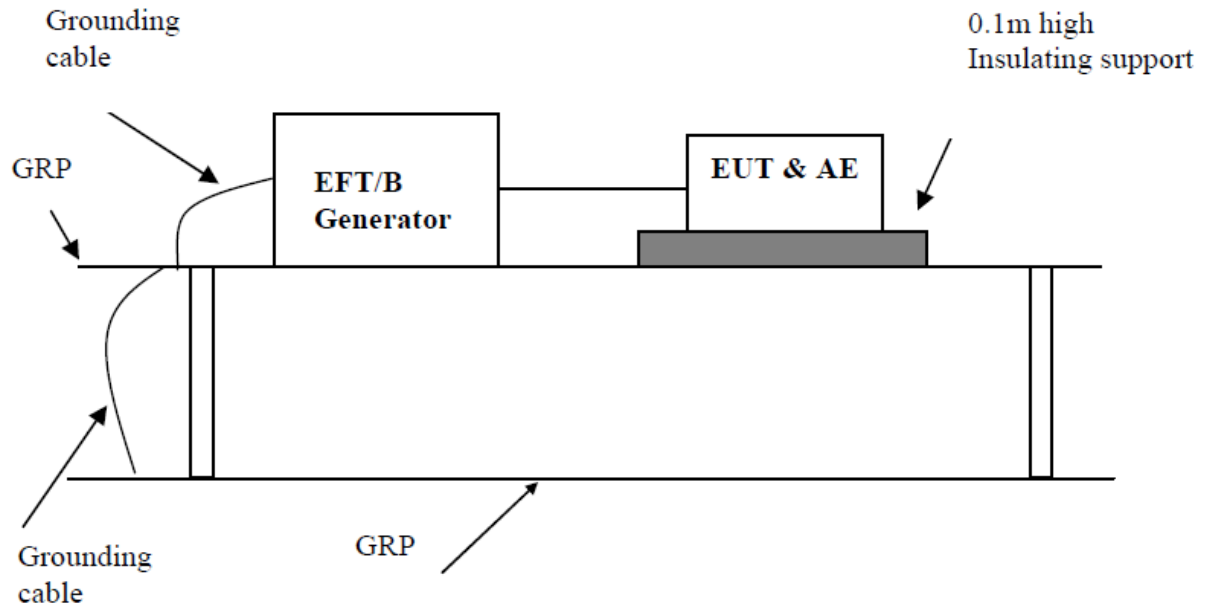 Grounding
cable
0.1m high
Insulating support
GRP
EFT/B
Generator
EUT & AE
Grounding
cable
GRP